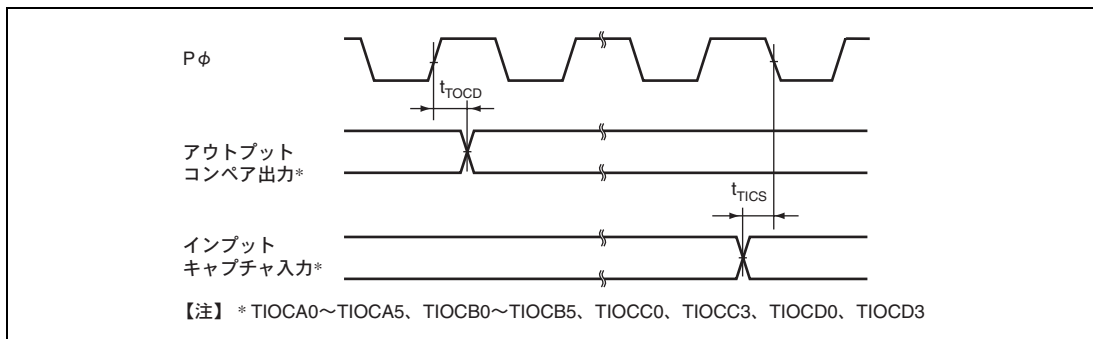 Pφ
tTOCD
アウトプット
コンペア出力*
tTICS
インプット
キャプチャ入力*
【注】 * TIOCA0～TIOCA5、TIOCB0～TIOCB5、TIOCC0、TIOCC3、TIOCD0、TIOCD3